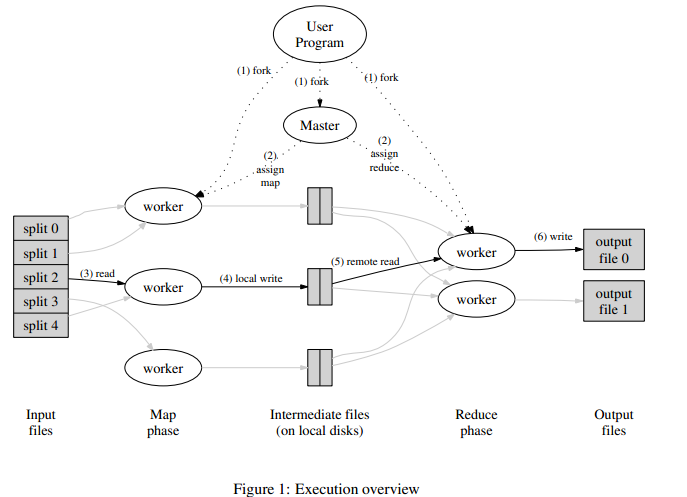 User
Program
(1) fork
(1) fork
(1) fork
Master
(2)
assign
map
(2)
assign
reduce
worker
split 0
split 1
split 2
split 3
split 4
(3) read
worker
(4) local write
(5) remote read
worker
worker
worker
(6) write
output
file 0
output
file 1
Input
files
Map
phase
Intermediate files
(on local disks)
Reduce
phase
Output
files
Figure 1: Execution overview